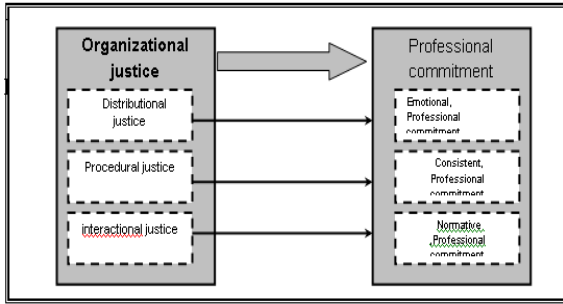 Organizational
justice
Distributional
justice
Procedural justice
interactional justice
Professional
commitment
Emotional,
Professional
commitment
Consistent,
Professional
commitment
Normative
,Professional
commitment